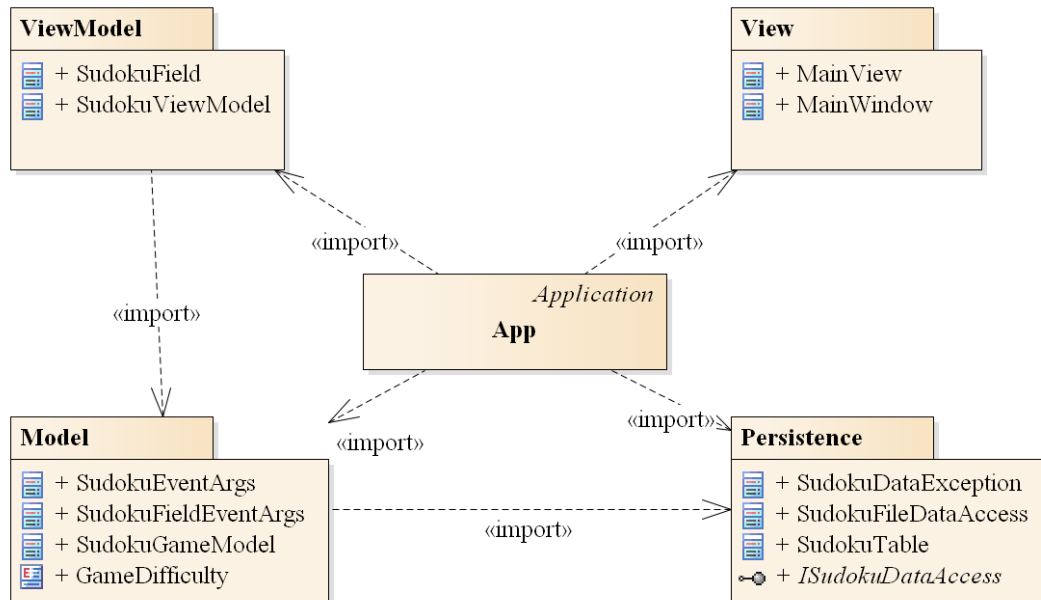 ViewModel
+ SudokuField
+ SudokuViewModel
View
+ MainView
+ MainWindow
«import»
«import»
Application
App
«import»
«import»
«import»
Model
+ SudokuEventArgs
+ SudokuFieldEventArgs
+ SudokuGameModel
E
+ GameDifficulty
«import»
Persistence
+ SudokuDataException
+ SudokuFileDataAccess
+ SudokuTable
+ ISudokuDataAccess